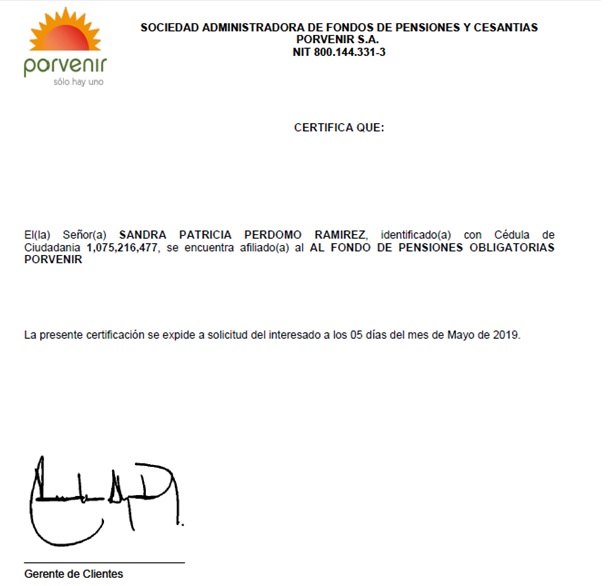 SOCIEDAD ADMINISTRADORA DE FONDOS DE PENSIONES Y CESANTIAS
PORVENIR S.A.
NIT 800.144.331-3
porvenir
sólo hay uno
CERTIFICA QUE:
El(la) Señor(a) SANDRA PATRICIA PERDOMO RAMIREZ, identificado(a) con Cédula de
Ciudadania 1,075,216,477, se encuentra afiliado(a) al AL FONDO DE PENSIONES OBLIGATORIAS
PORVENIR
La presente certificación se expide a solicitud del interesado a los 05 días del mes de Mayo de 2019.
Gerente de Clientes